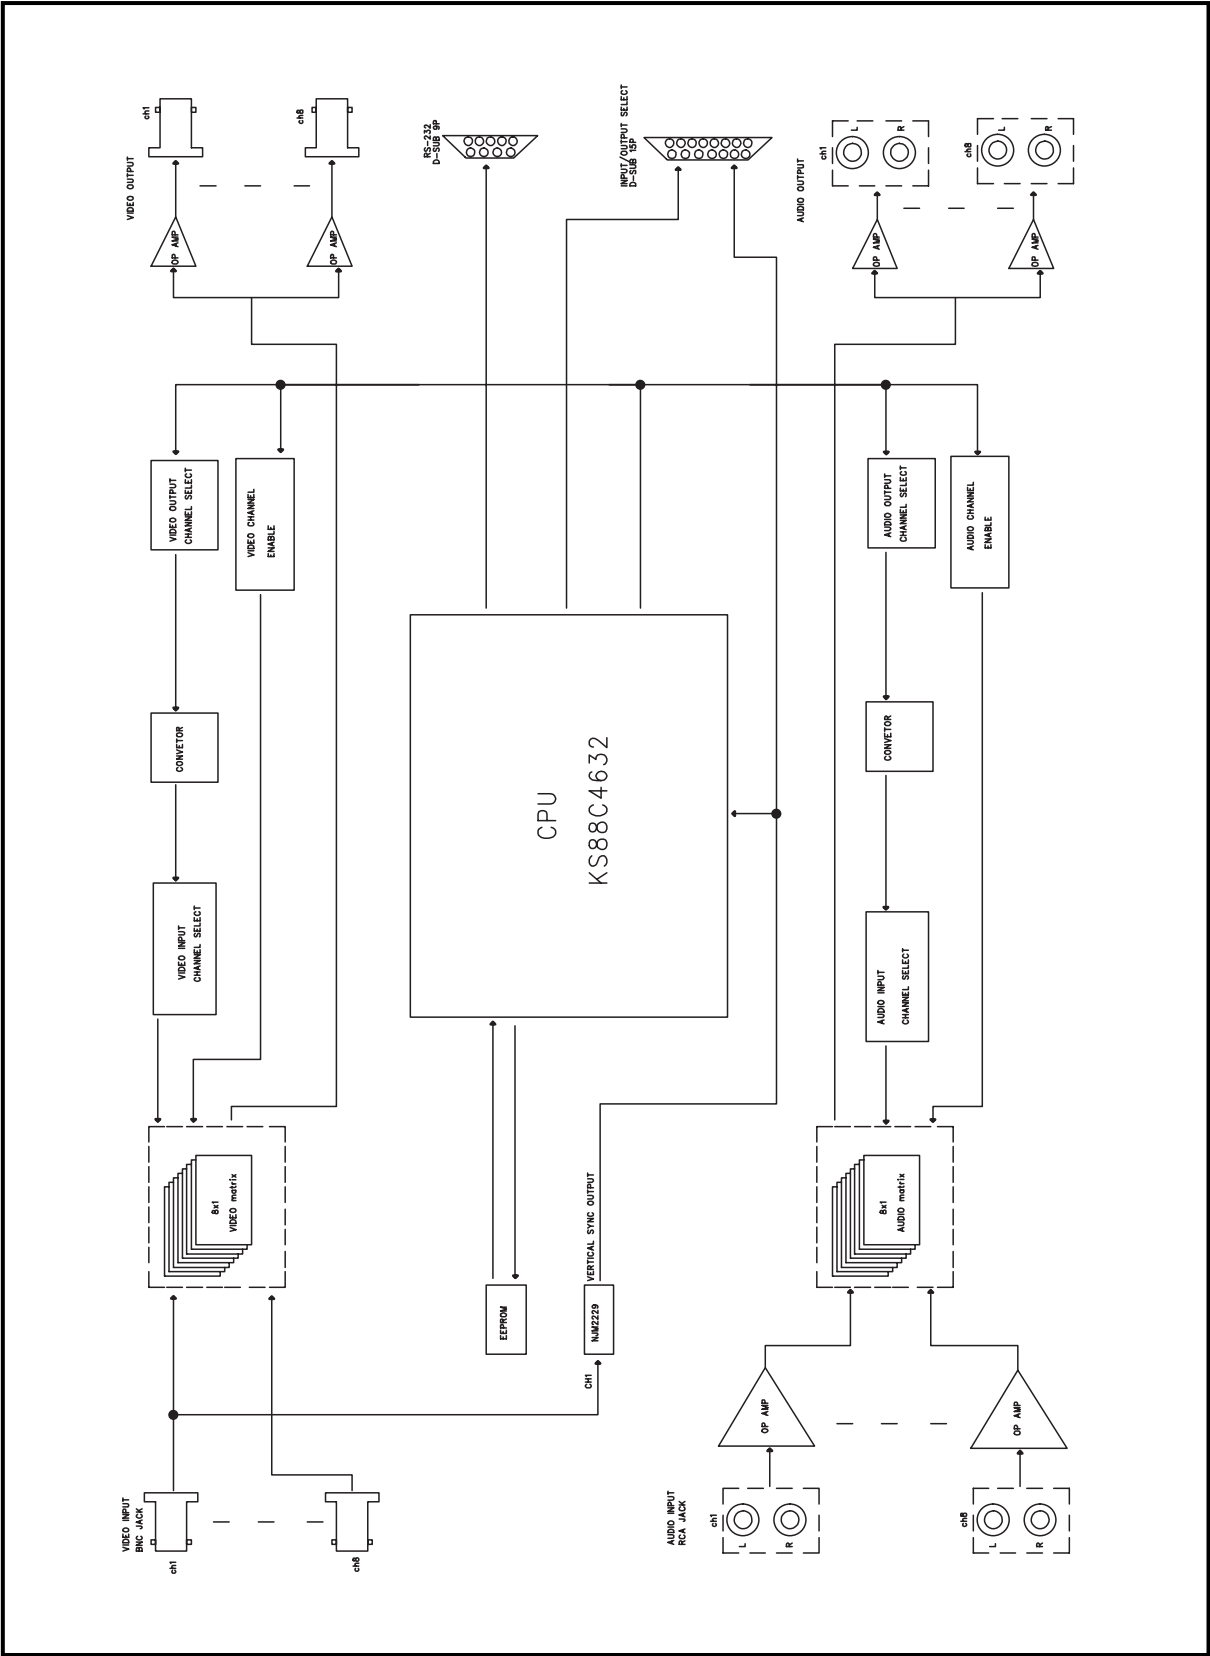 ch1
ch8
VIDEO OUTPUT
OP AMP
OP AMP
RS-232
D-SUB 9P
INPUT/OUTPUT SELECT
D-SUB 15P
AUDIO OUTPUT
ch1
L
R
ch8
L
R
OP AMP
OP AMP
VIDEO OUTPUT
CHANNEL SELECT
VIDEO CHANNEL
ENABLE
AUDIO OUTPUT
CHANNEL SELECT
AUDIO CHANNEL
ENABLE
CONVETOR
CONVETOR
CPU
KS88C4632
VIDEO INPUT
CHANNEL SELECT
AUDIO INPUT
CHANNEL SELECT
8x1
VIDEO matrix
8x1
AUDIO matrix
VERTICAL SYNC OUTPUT
EEPROM
NJM2229
CH1
OP AMP
OP AMP
VIDEO INPUT
BNC JACK
ch1
ch8
AUDIO INPUT
RCA JACK
ch1
L
R
ch8
L
R